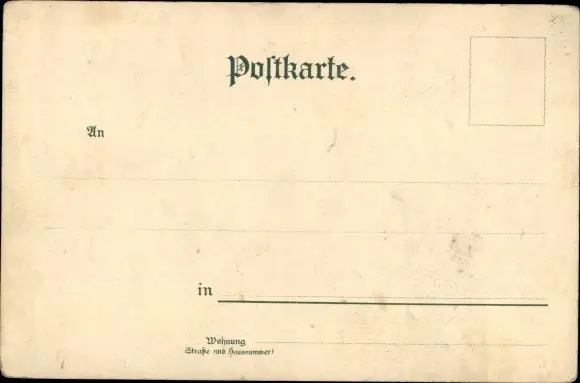 Postkarte.
An
in
Wohnung
(Straße und Hausnummer)